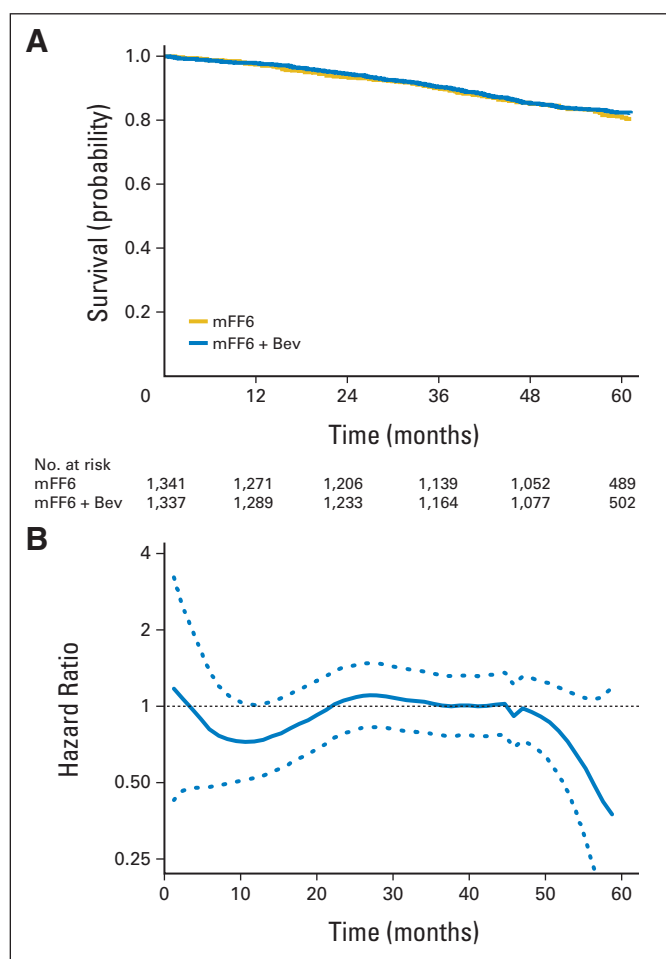 A
1.0
0.8
0.6
0.4
0.2
Survival (probability)
mFF6
mFF6 + Bev
0 12 24 36 48 60
Time (months)
No. at risk
mFF6 1,341 1,271 1,206 1,139 1,052 489
mFF6 + Bev 1,337 1,289 1,233 1,164 1,077 502
B
4
2
1
0.50
0.25
Hazard Ratio
0 10 20 30 40 50 60
Time (months)